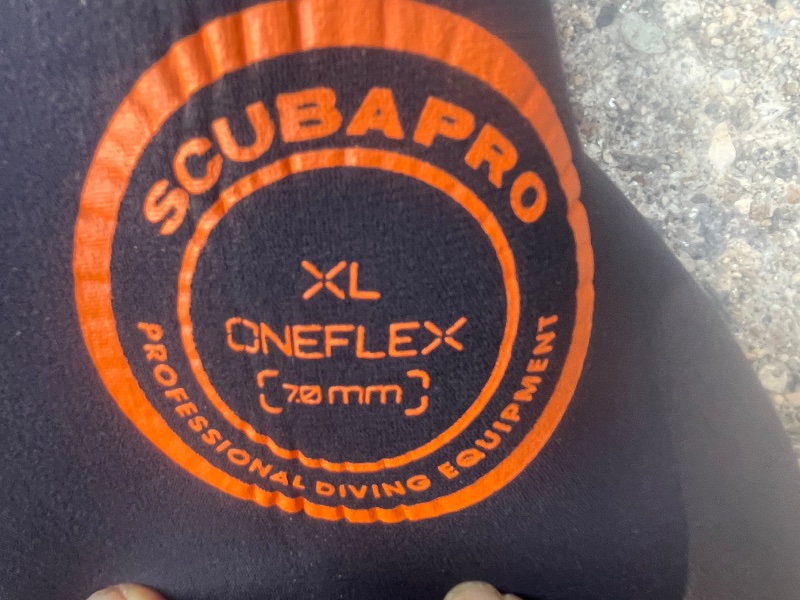 SCUBAPRO
XL
ONEFLEX
[7.0 mm]
PROFESSIONAL DIVING EQUIPMENT